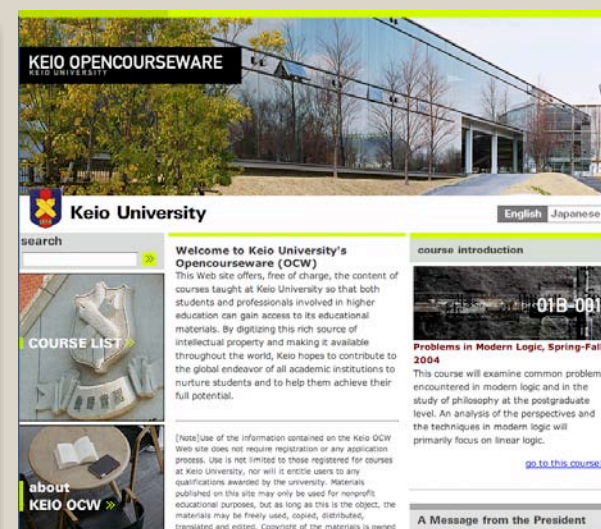 KEIO OPENCOURSEWARE
KEIO UNIVERSITY
Keio University
English Japanese
search
COURSE LIST
about
KEIO OCW
Welcome to Keio University's
Opencourseware (OCW)
This Web site offers, free of charge, the content of
courses taught at Keio University so that both
students and professionals involved in higher
education can gain access to its educational
materials. By digitizing this rich source of
intellectual property and making it available
throughout the world, Keio hopes to contribute to
the global endeavor of all academic institutions to
nurture students and to help them achieve their
full potential.
[Note]Use of the information contained on the Keio OCW
Web site does not require registration or any application
process. Use is not limited to those registered for courses
at Keio University, nor will it entitle users to any
qualifications awarded by the university. Materials
published on this site may only be used for nonprofit
educational purposes, but as long as this is the object, the
materials may be freely used, copied, distributed,
translated and edited. Copyright of the materials is owned
course introduction
01B-001
Problems in Modern Logic, Spring-Fall
2004
This course will examine common problem
encountered in modern logic and in the
study of philosophy at the postgraduate
level. An analysis of the perspectives and
the techniques in modern logic will
primarily focus on linear logic.
go to this course
A Message from the President